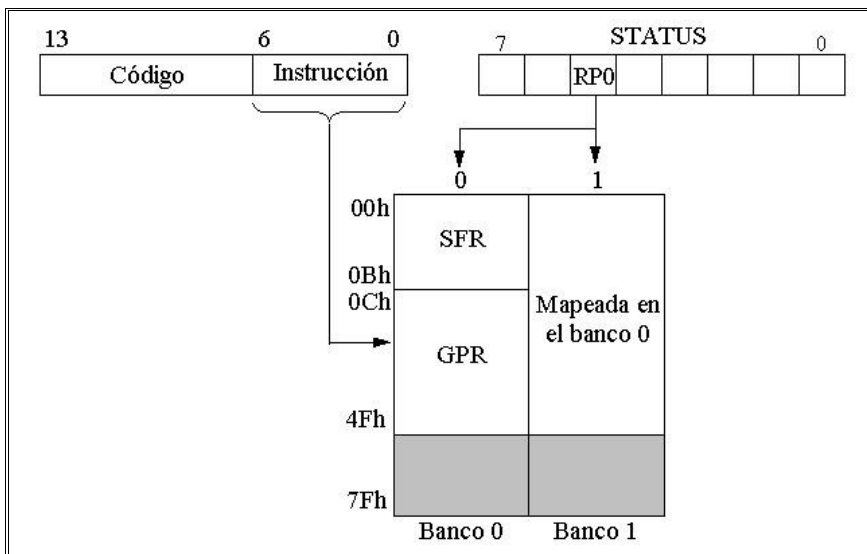 13 6 0
7 STATUS 0
Código Instrucción
RP0
0 1
00h
SFR
0Bh
0Ch
Mapeada en
el banco 0
GPR
4Fh
7Fh
Banco 0 Banco 1